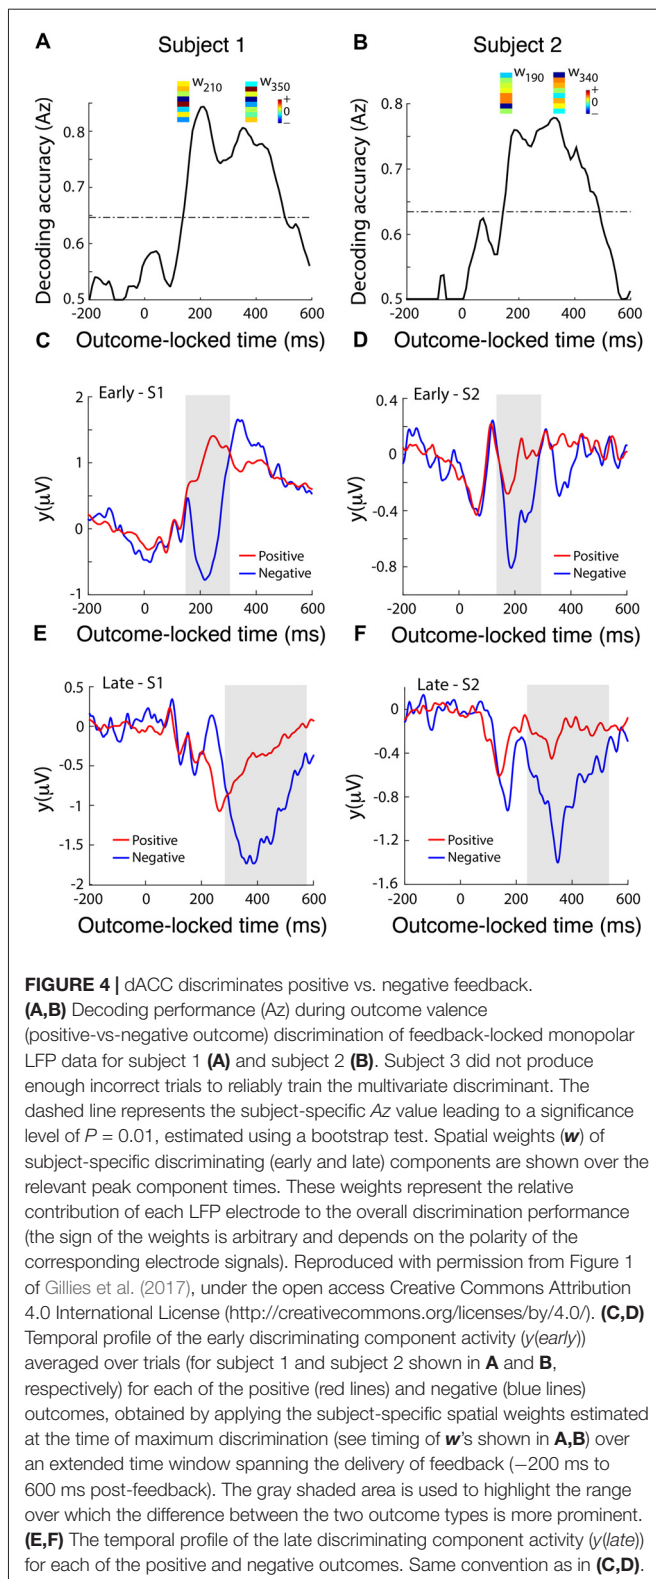 A Subject 1
B Subject 2
w210 w350
+
0
−
w190 w340
+
0
−
Decoding accuracy (Az)
0.8
0.7
0.6
0.5
-200 0 200 400 600
Outcome-locked time (ms)
Decoding accuracy (Az)
0.8
0.7
0.6
0.5
-200 0 200 400 600
Outcome-locked time (ms)
C
Early - S1
y(μV)
2
1
0
-1
Positive
Negative
-200 0 200 400 600
Outcome-locked time (ms)
D
Early - S2
y(μV)
0.4
0
-0.4
-0.8
Positive
Negative
-200 0 200 400 600
Outcome-locked time (ms)
E
Late - S1
y(μV)
0.5
0
-0.5
-1
-1.5
-2
Positive
Negative
-200 0 200 400 600
Outcome-locked time (ms)
F
Late - S2
y(μV)
0
-0.4
-0.8
-1.2
-1.6
Positive
Negative
-200 0 200 400 600
Outcome-locked time (ms)
FIGURE 4 | dACC discriminates positive vs. negative feedback.
(A,B) Decoding performance (Az) during outcome valence
(positive-vs-negative outcome) discrimination of feedback-locked monopolar
LFP data for subject 1 (A) and subject 2 (B). Subject 3 did not produce
enough incorrect trials to reliably train the multivariate discriminant. The
dashed line represents the subject-specific Az value leading to a significance
level of P = 0.01, estimated using a bootstrap test. Spatial weights (w) of
subject-specific discriminating (early and late) components are shown over the
relevant peak component times. These weights represent the relative
contribution of each LFP electrode to the overall discrimination performance
(the sign of the weights is arbitrary and depends on the polarity of the
corresponding electrode signals). Reproduced with permission from Figure 1
of Gillies et al. (2017), under the open access Creative Commons Attribution
4.0 International License (http://creativecommons.org/licenses/by/4.0/). (C,D)
Temporal profile of the early discriminating component activity (y(early))
averaged over trials (for subject 1 and subject 2 shown in A and B,
respectively) for each of the positive (red lines) and negative (blue lines)
outcomes, obtained by applying the subject-specific spatial weights estimated
at the time of maximum discrimination (see timing of w's shown in A,B) over
an extended time window spanning the delivery of feedback (−200 ms to
600 ms post-feedback). The gray shaded area is used to highlight the range
over which the difference between the two outcome types is more prominent.
(E,F) The temporal profile of the late discriminating component activity (y(late))
for each of the positive and negative outcomes. Same convention as in (C,D).